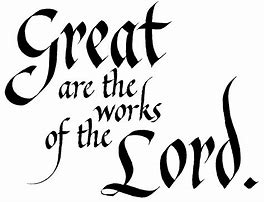 Great
are the
works
of the
Lord.